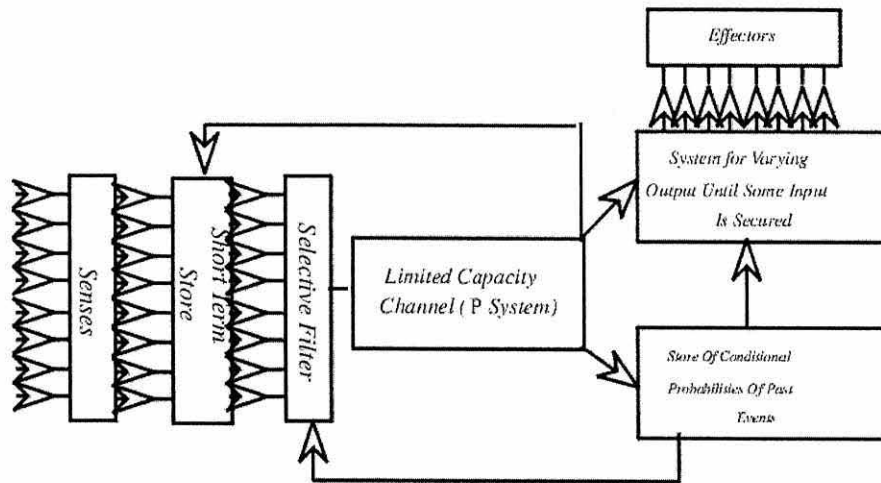 Effectors
System for Varying
Output Until Some Input
Is Secured
Senses
Short Term
Store
Selective Filter
Limited Capacity
Channel ( P System)
Store Of Conditional
Probabilities Of Past
Events